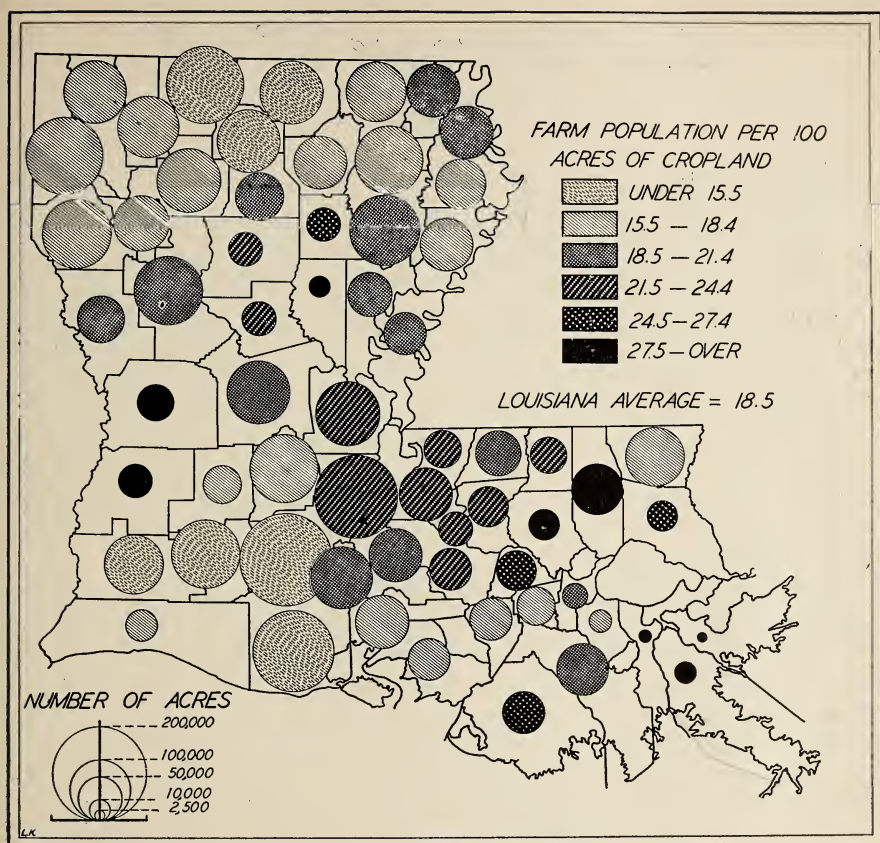 FARM POPULATION PER 100
ACRES OF CROPLAND
UNDER 15.5
15.5 — 18.4
18.5 — 21.4
21.5 — 24.4
24.5 — 27.4
27.5 — OVER
LOUISIANA AVERAGE = 18.5
NUMBER OF ACRES
200,000
100,000
50,000
10,000
2,500
L.K.